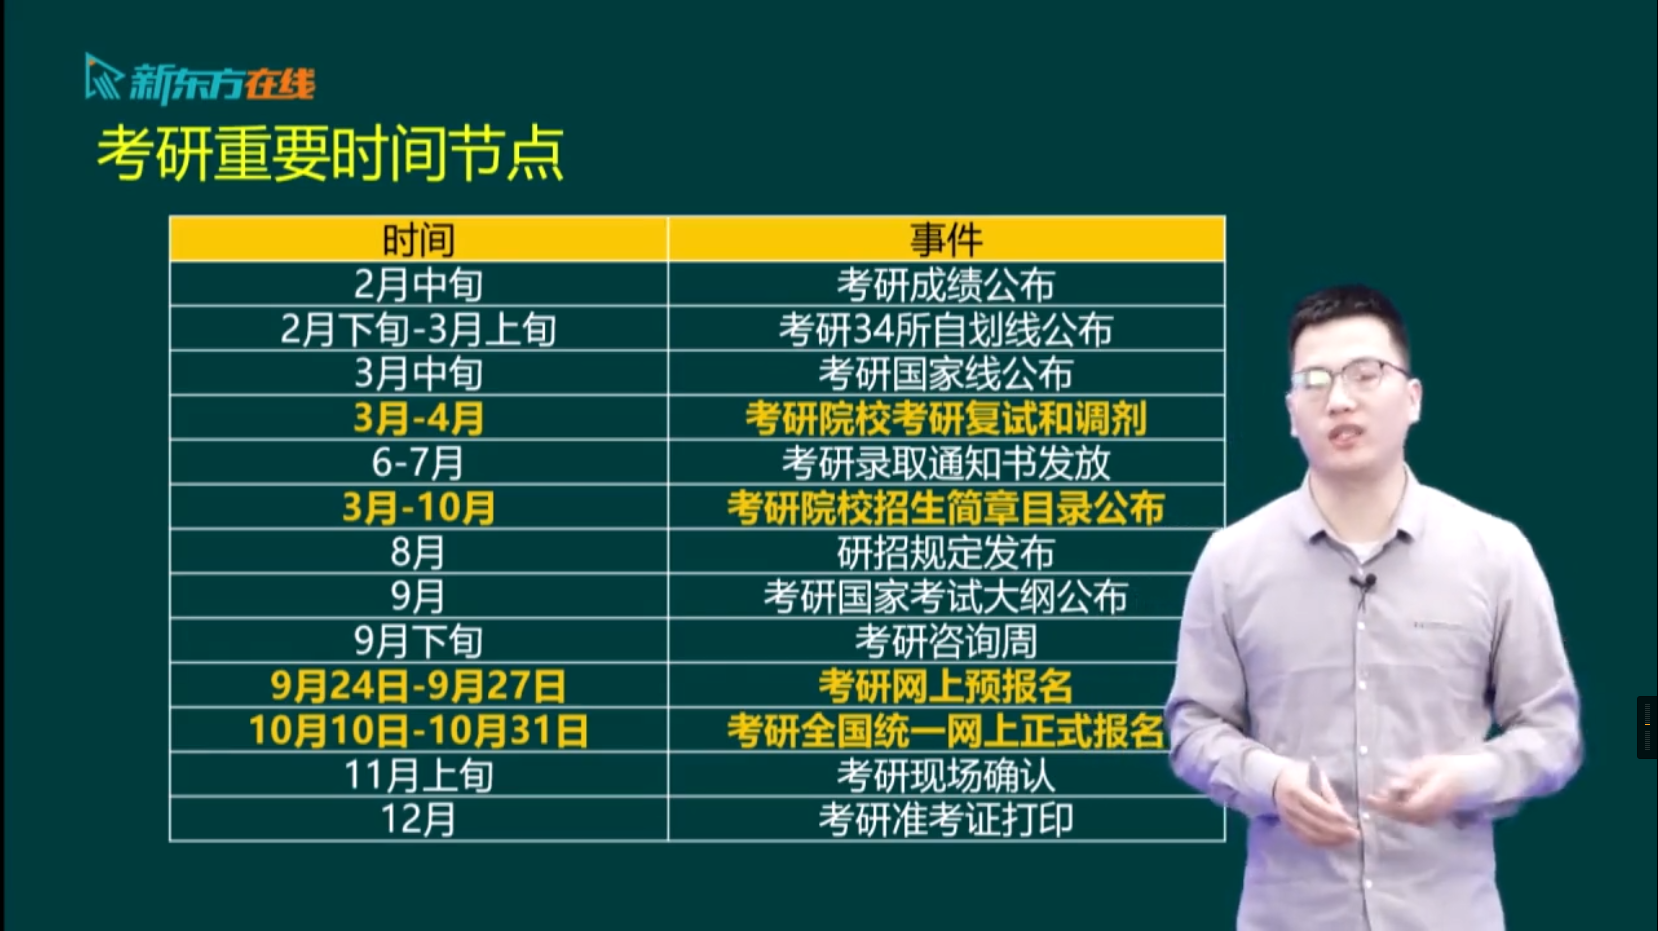 新东方在线
考研重要时间节点
时间 事件
2月中旬 考研成绩公布
2月下旬-3月上旬 考研34所自划线公布
3月中旬 考研国家线公布
3月-4月 考研院校考研复试和调剂
6-7月 考研录取通知书发放
3月-10月 考研院校招生简章目录公布
8月 研招规定发布
9月 考研国家考试大纲公布
9月下旬 考研咨询周
9月24日-9月27日 考研网上预报名
10月10日-10月31日 考研全国统一网上正式报名
11月上旬 考研现场确认
12月 考研准考证打印